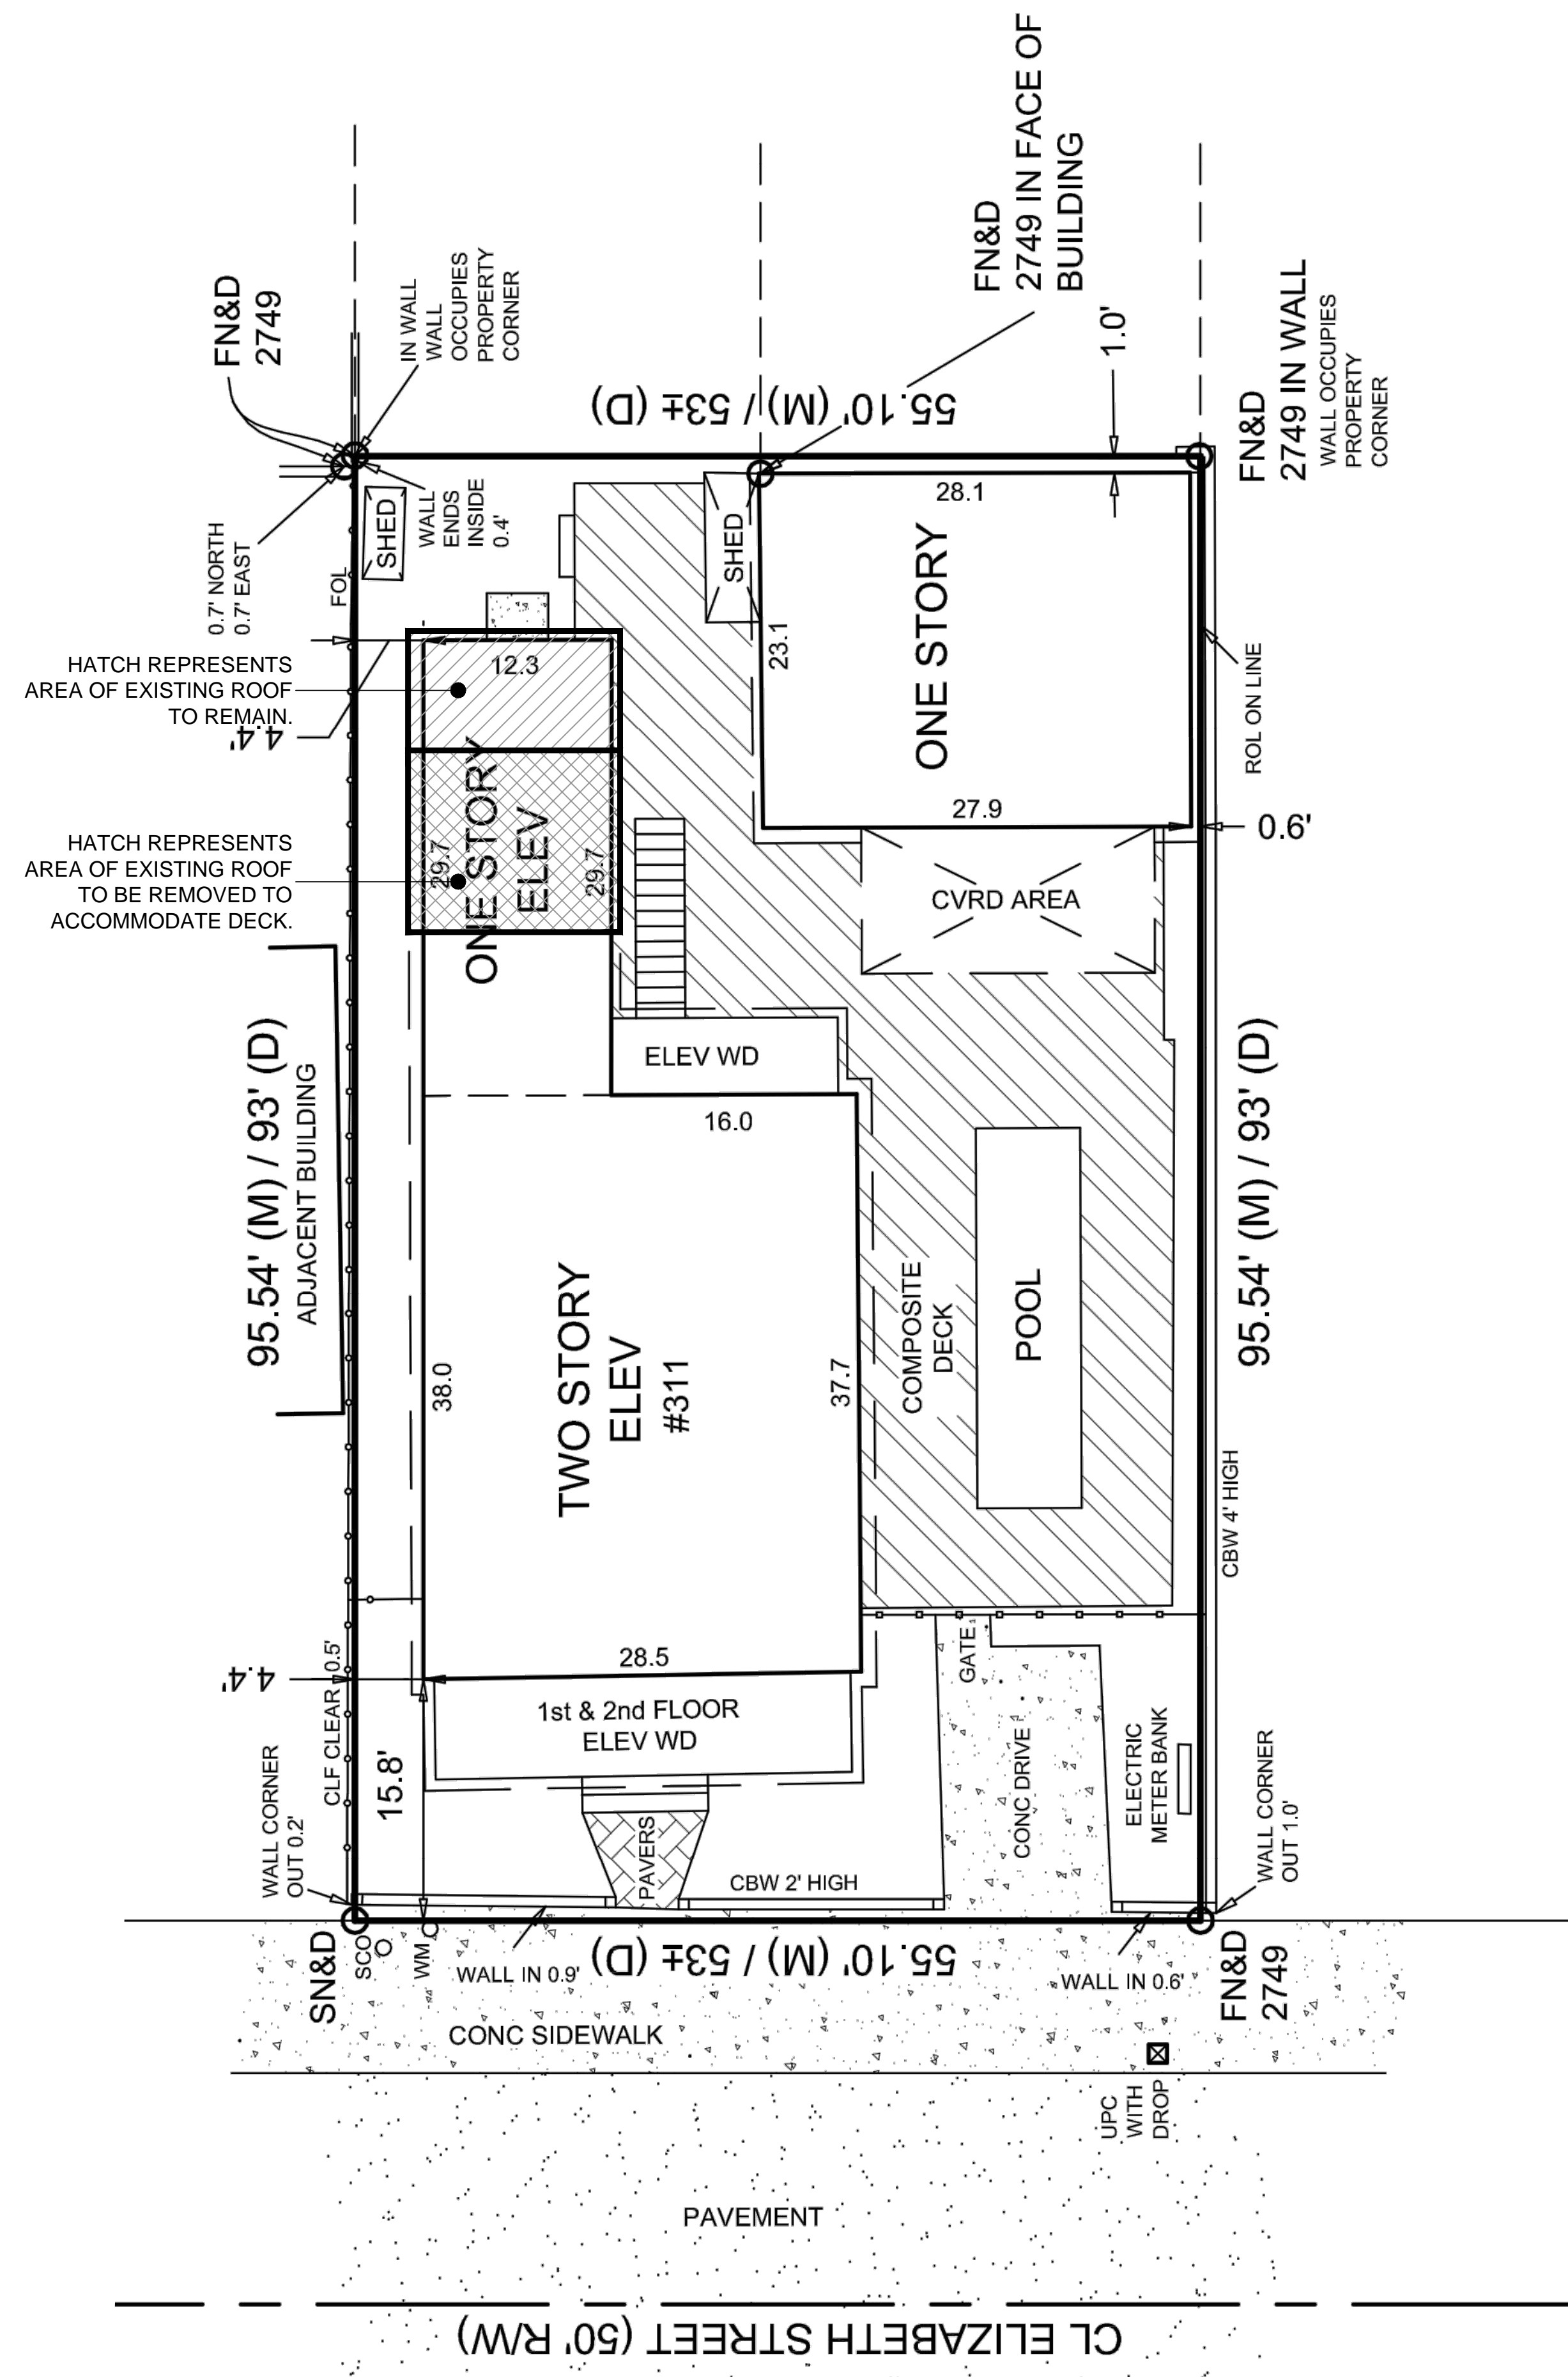 FN&D
2749 IN FACE OF
BUILDING
FN&D
2749
IN WALL
WALL
OCCUPIES
PROPERTY
CORNER
1.0'
FN&D
2749 IN WALL
WALL OCCUPIES
PROPERTY
CORNER
55.10' (M) / 53± (D)
0.7' NORTH
0.7' EAST
FOL
SHED
WALL
ENDS
INSIDE
0.4'
SHED
28.1
ONE STORY
23.1
27.9
ROL ON LINE
0.6'
HATCH REPRESENTS
AREA OF EXISTING ROOF
TO REMAIN.
4.4'
12.3
HATCH REPRESENTS
AREA OF EXISTING ROOF
TO BE REMOVED TO
ACCOMMODATE DECK.
29.7
ONE STORY
ELEV
29.7
CVRD AREA
ELEV WD
16.0
95.54' (M) / 93' (D)
ADJACENT BUILDING
38.0
TWO STORY
ELEV
#311
37.7
COMPOSITE
DECK
POOL
95.54' (M) / 93' (D)
CBW 4' HIGH
4.4'
CLF CLEAR 0.5'
28.5
1st & 2nd FLOOR
ELEV WD
GATE
CONC DRIVE
ELECTRIC
METER BANK
WALL CORNER
OUT 0.2'
15.8'
PAVERS
CBW 2' HIGH
WALL CORNER
OUT 1.0'
SN&D
SCO
WM
WALL IN 0.9'
55.10' (M) / 53± (D)
WALL IN 0.6'
FN&D
2749
CONC SIDEWALK
UPC
WITH
DROP
PAVEMENT
CL ELIZABETH STREET (50' R/W)